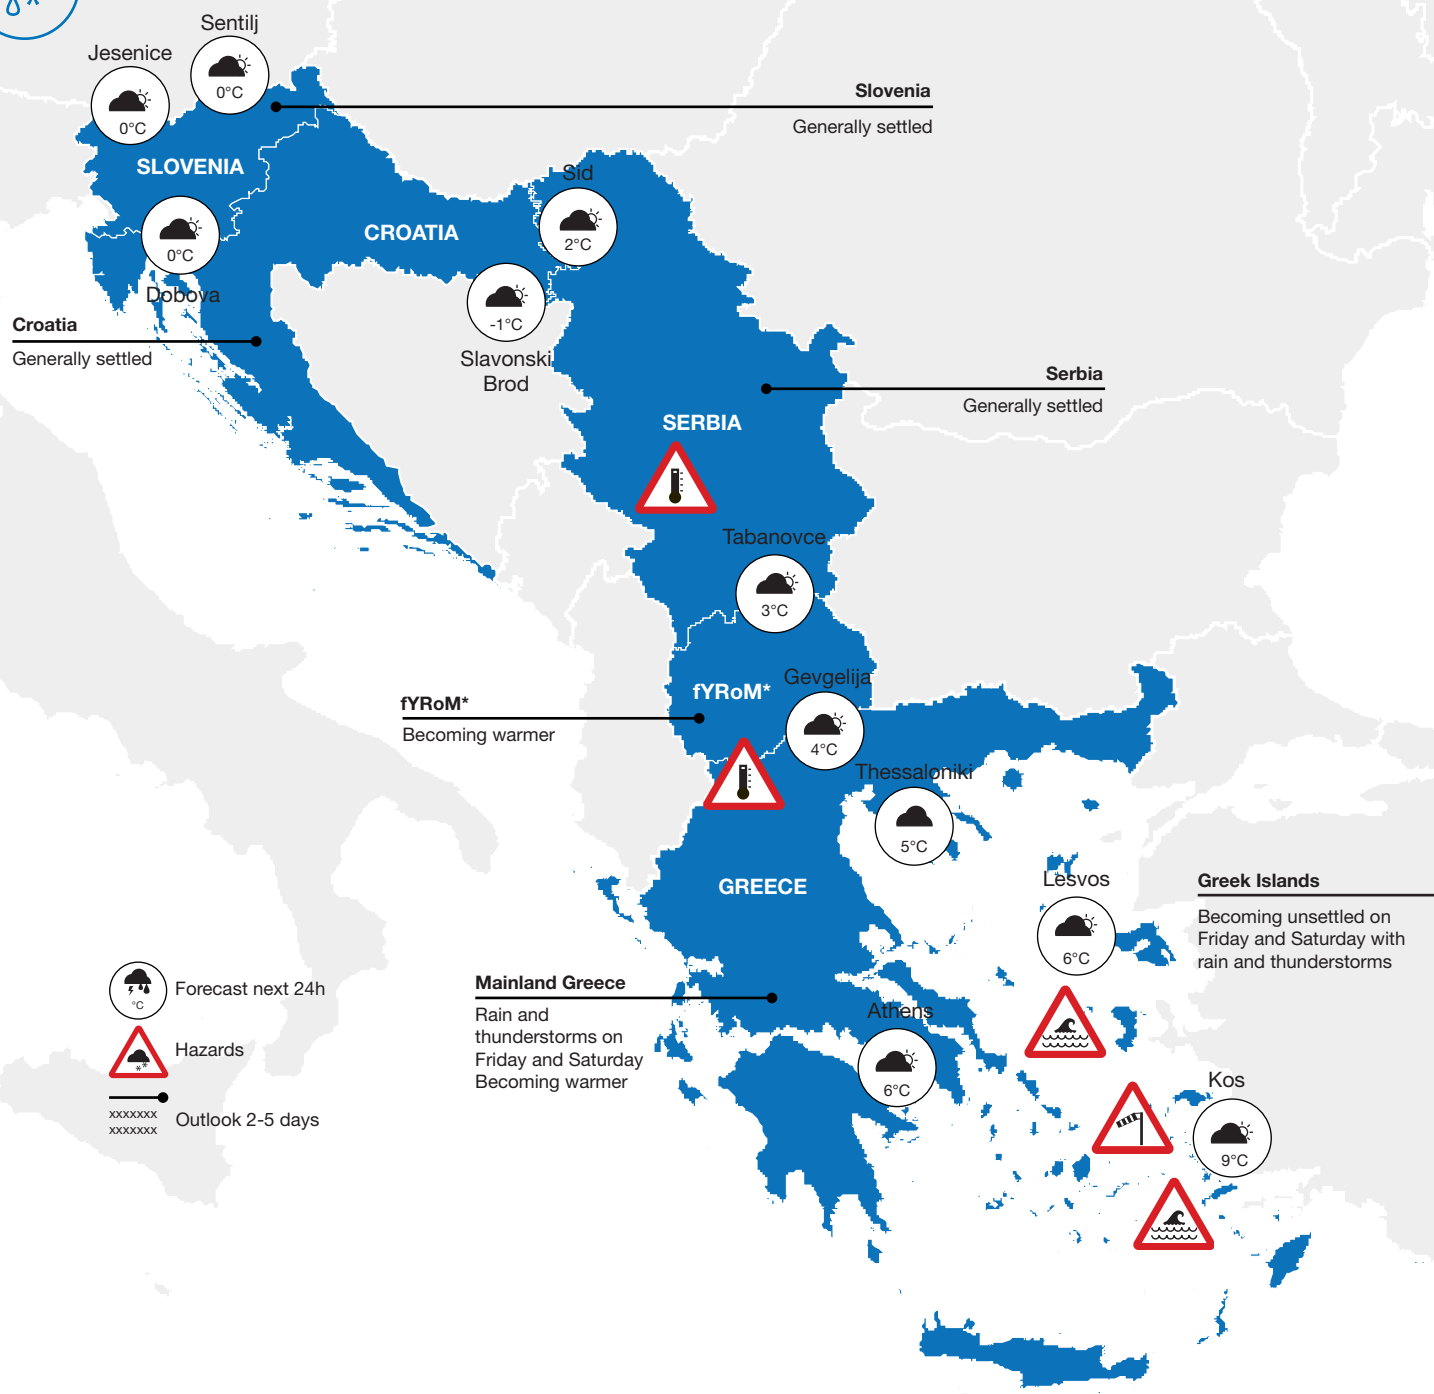 Sentilj
0°C
Jesenice
0°C
Slovenia
Generally settled
SLOVENIA
Sid
2°C
CROATIA
0°C
Dobova
-1°C
Slavonski
Brod
Croatia
Generally settled
Serbia
Generally settled
SERBIA
Tabanovce
3°C
fYRoM*
Becoming warmer
fYRoM*
Gevgelija
4°C
Thessaloniki
5°C
GREECE
Lesvos
6°C
Greek Islands
Becoming unsettled on
Friday and Saturday with
rain and thunderstorms
Mainland Greece
Rain and
thunderstorms on
Friday and Saturday
Becoming warmer
Athens
6°C
Kos
9°C
°C
Forecast next 24h
Hazards
xxxxxxx
xxxxxxx
Outlook 2-5 days